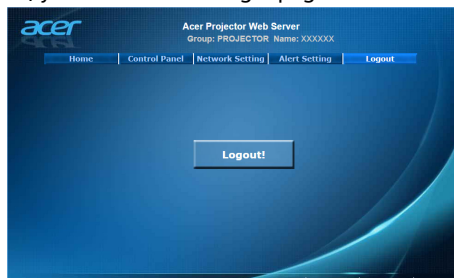 acer
Acer Projector Web Server
Group: PROJECTOR Name: XXXXXX
Home Control Panel Network Setting Alert Setting Logout
Logout!